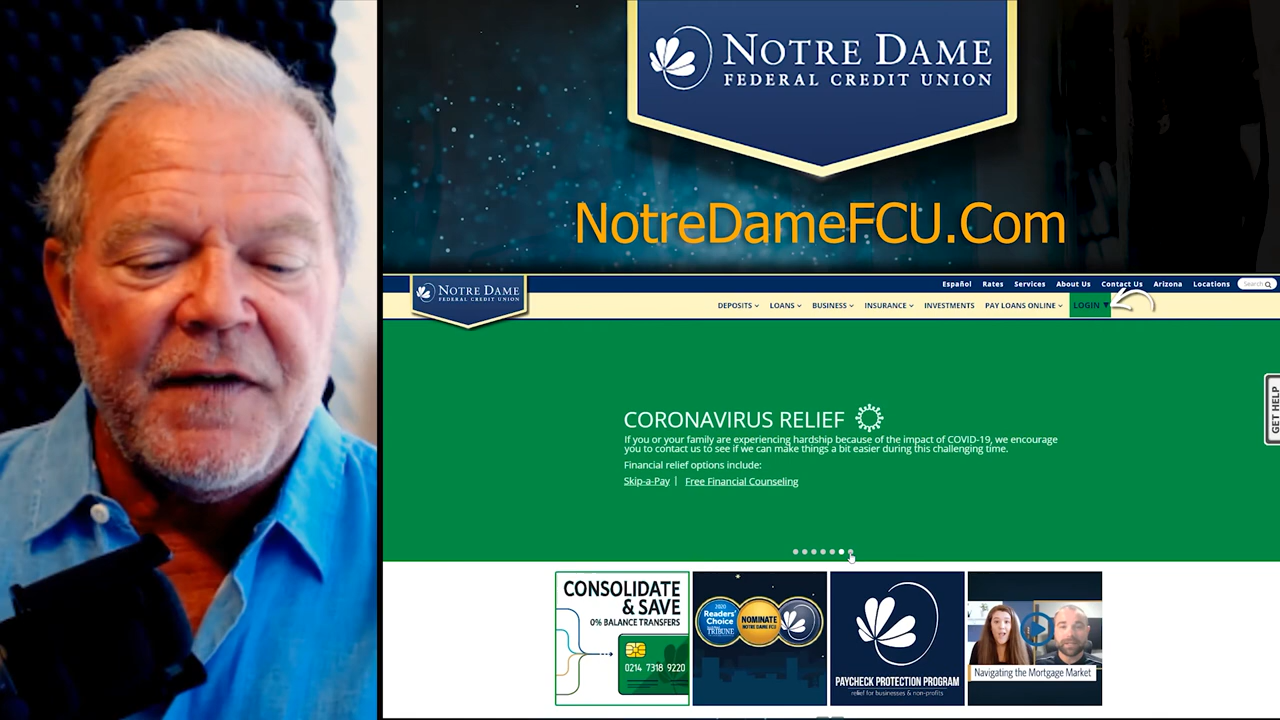 NOTRE DAME
FEDERAL CREDIT UNION
NotreDameFCU.Com
NOTRE DAME
FEDERAL CREDIT UNION
Español Rates Services About Us Contact Us Arizona Locations Search
DEPOSITS LOANS BUSINESS INSURANCE INVESTMENTS PAY LOANS ONLINE LOGIN
GET HELP
CORONAVIRUS RELIEF
If you or your family are experiencing hardship because of the impact of COVID-19, we encourage
you to contact us to see if we can make things a bit easier during this challenging time.
Financial relief options include:
Skip-a-Pay | Free Financial Counseling
CONSOLIDATE
& SAVE
0% BALANCE TRANSFERS
0214 7318 9220
2020
Readers'
Choice
TRIBUNE
NOMINATE
NOTRE DAME FCU
PAYCHECK PROTECTION PROGRAM
relief for businesses & non-profits
Navigating the Mortgage Market